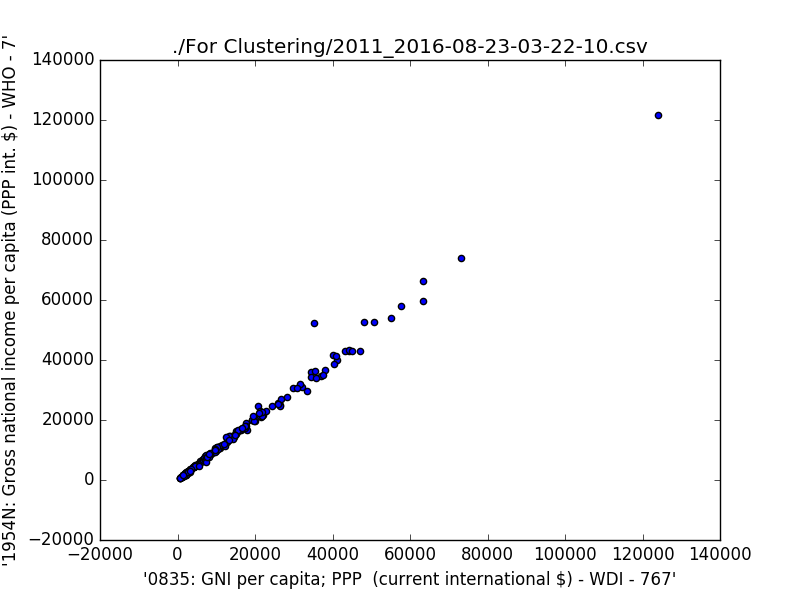 ./For Clustering/2011_2016-08-23-03-22-10.csv
140000
120000
100000
80000
60000
40000
20000
0
−20000
'1954N: Gross national income per capita (PPP int. $) - WHO - 7'
−20000 0 20000 40000 60000 80000 100000 120000 140000
'0835: GNI per capita; PPP  (current international $) - WDI - 767'